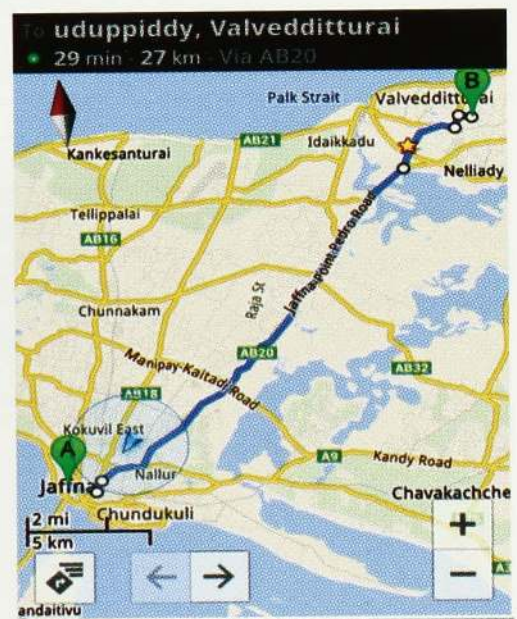 To uduppiddy, Valvedditturai
29 min · 27 km · Via AB20
Palk Strait
Valvedditturai
B
AB21
Idaikkadu
Kankesanturai
Nelliady
Tellippalai
AB16
Jaffna-point Pedro Road
Raja St
Chunnakam
AB20
Manipay-Kaitadi Road
AB32
AB18
Kokuvil East
A
A9
Kandy Road
Nallur
Jaffna
Chavakachche
Chundukuli
2 mi
5 km
+
−
andaitivu